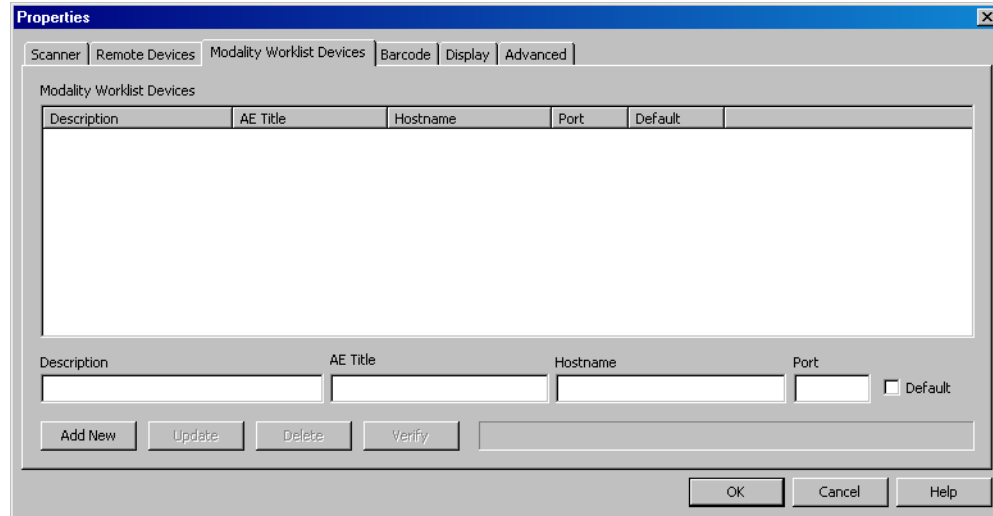 Properties
Scanner Remote Devices Modality Worklist Devices Barcode Display Advanced
Modality Worklist Devices
Description AE Title Hostname Port Default
Description AE Title Hostname Port
Default
Add New Update Delete Verify
OK Cancel Help